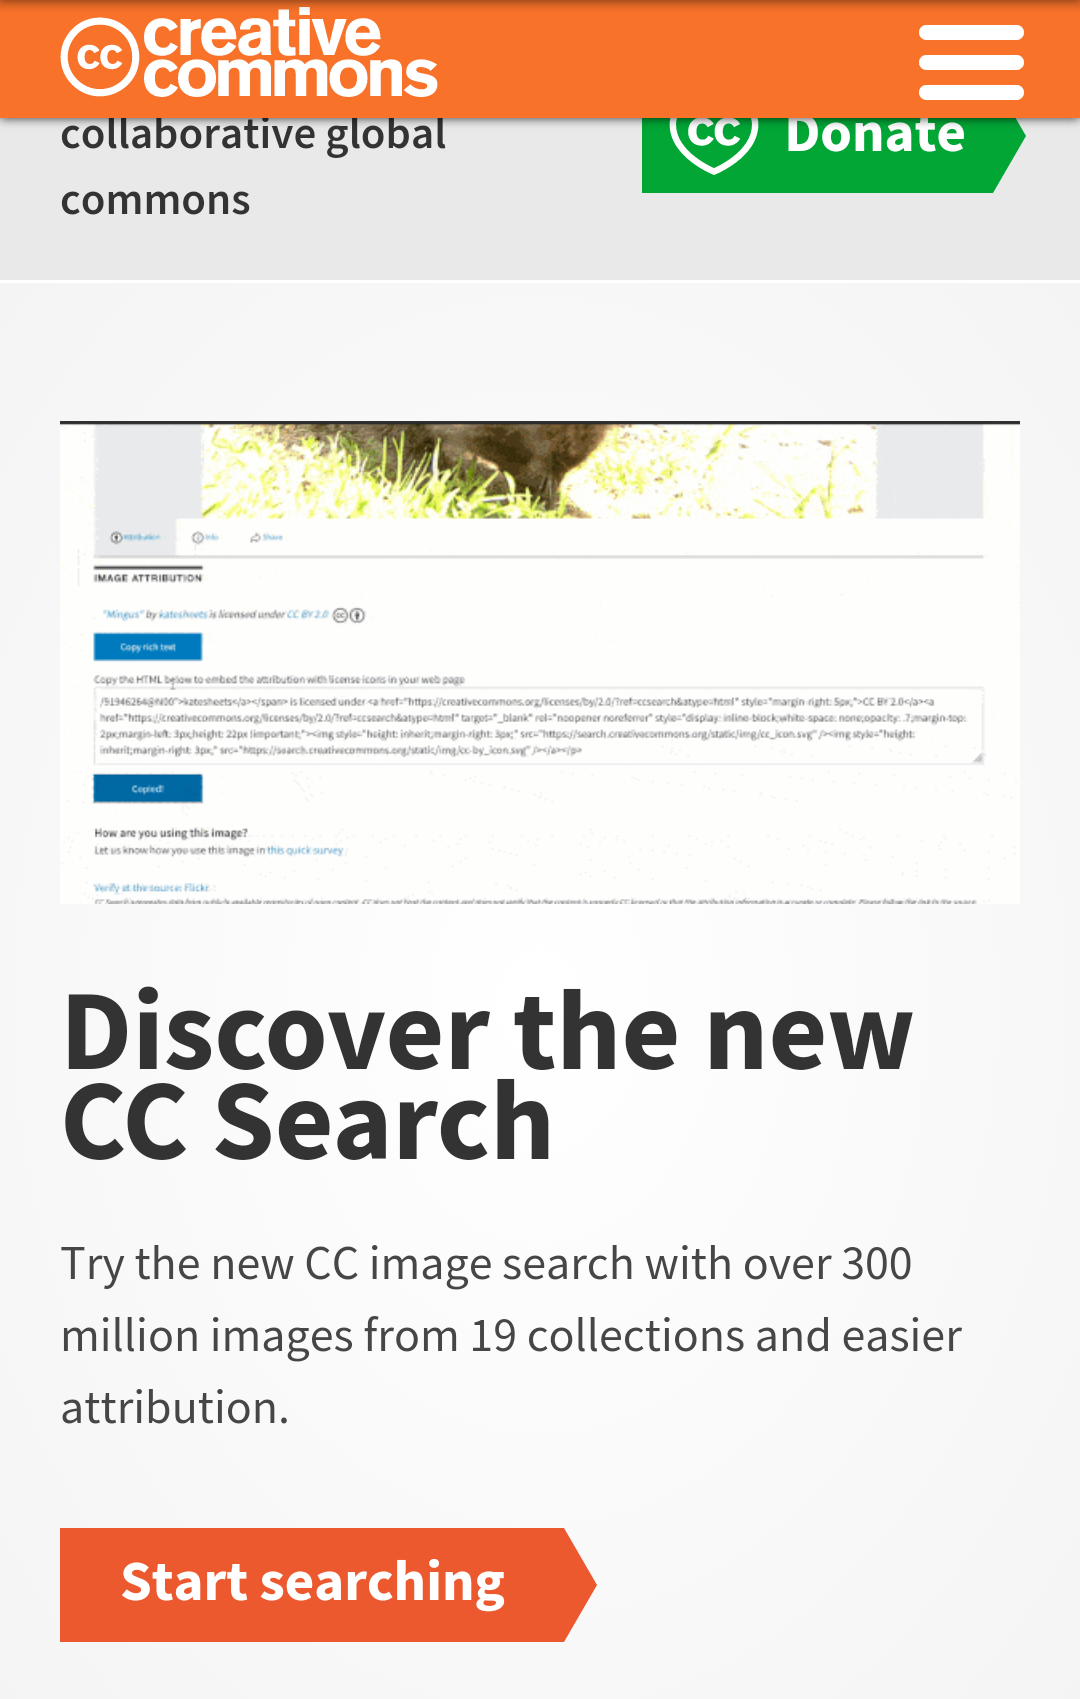 cc creative
commons
collaborative global
commons
cc Donate
Attribution Info Share
IMAGE ATTRIBUTION
"Mingus" by katesheets is licensed under CC BY 2.0
Copy rich text
Copy the HTML below to embed the attribution with license icons in your web page
/91946264@N00">katesheets</a></span> is licensed under <a href="https://creativecommons.org/licenses/by/2.0/?ref=ccsearch&atype=html" style="margin-right: 5px;">CC BY 2.0</a><a
href="https://creativecommons.org/licenses/by/2.0/?ref=ccsearch&atype=html" target="_blank" rel="noopener noreferrer" style="display: inline-block;white-space: none;opacity: .7;margin-top:
2px;margin-left: 3px;height: 22px !important;"><img style="height: inherit;margin-right: 3px;" src="https://search.creativecommons.org/static/img/cc_icon.svg" /><img style="height:
inherit;margin-right: 3px;" src="https://search.creativecommons.org/static/img/cc-by_icon.svg" /></a></p>
Copied!
How are you using this image?
Let us know how you use this image in this quick survey
Verify at the source: Flickr
Discover the new
CC Search
Try the new CC image search with over 300
million images from 19 collections and easier
attribution.
Start searching